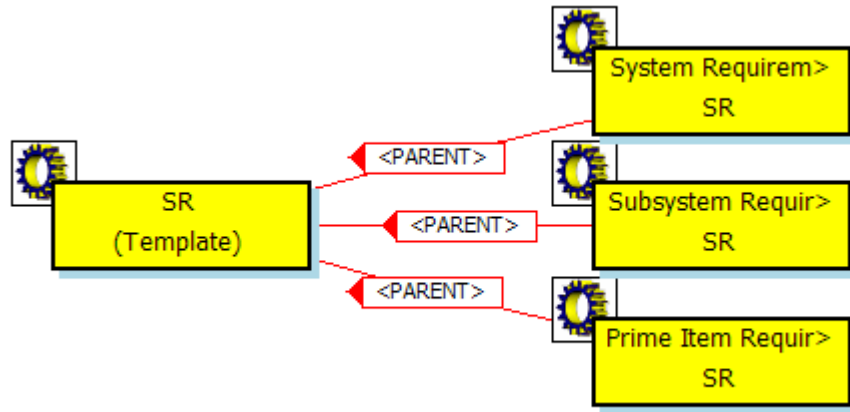 System Requirem>
SR
<PARENT>
SR
(Template)
<PARENT>
Subsystem Requir>
SR
<PARENT>
Prime Item Requir>
SR